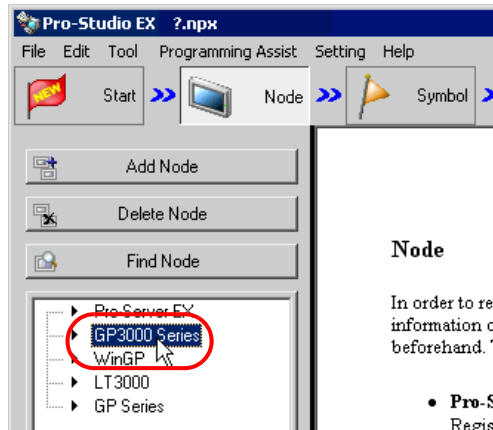 Pro-Studio EX ?.npx
File Edit Tool Programming Assist Setting Help
NEW Start Node Symbol
Add Node
Delete Node
Find Node
Pro-Server EX
GP3000 Series
WinGP
LT3000
GP Series
Node
In order to re
information o
beforehand. T
• Pro-S
Regis